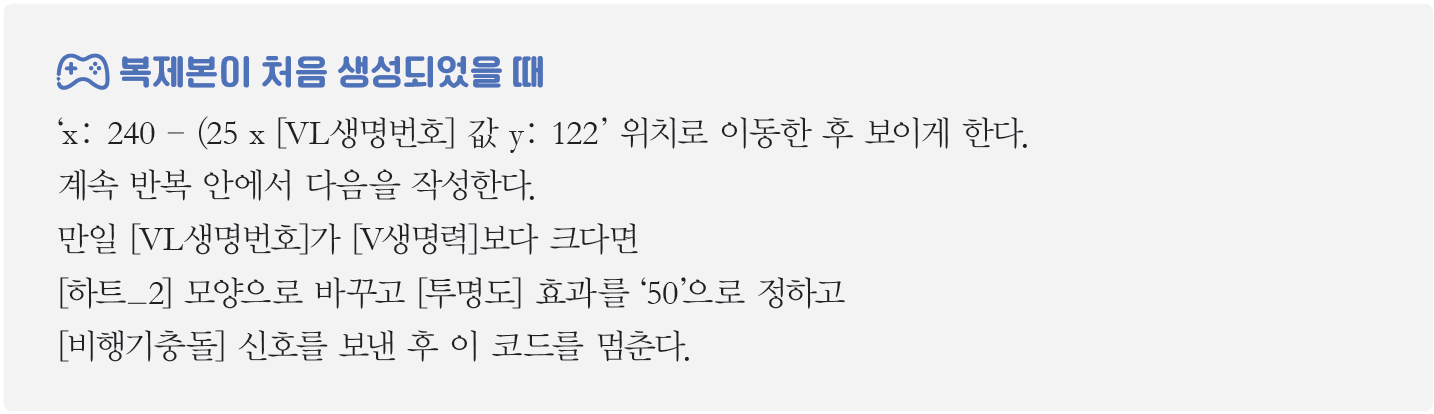 복제본이 처음 생성되었을 때
‘x: 240 – (25 x [VL생명번호] 값 y: 122’ 위치로 이동한 후 보이게 한다.
계속 반복 안에서 다음을 작성한다.
만일 [VL생명번호]가 [V생명력]보다 크다면
[하트_2] 모양으로 바꾸고 [투명도] 효과를 ‘50’으로 정하고
[비행기충돌] 신호를 보낸 후 이 코드를 멈춘다.